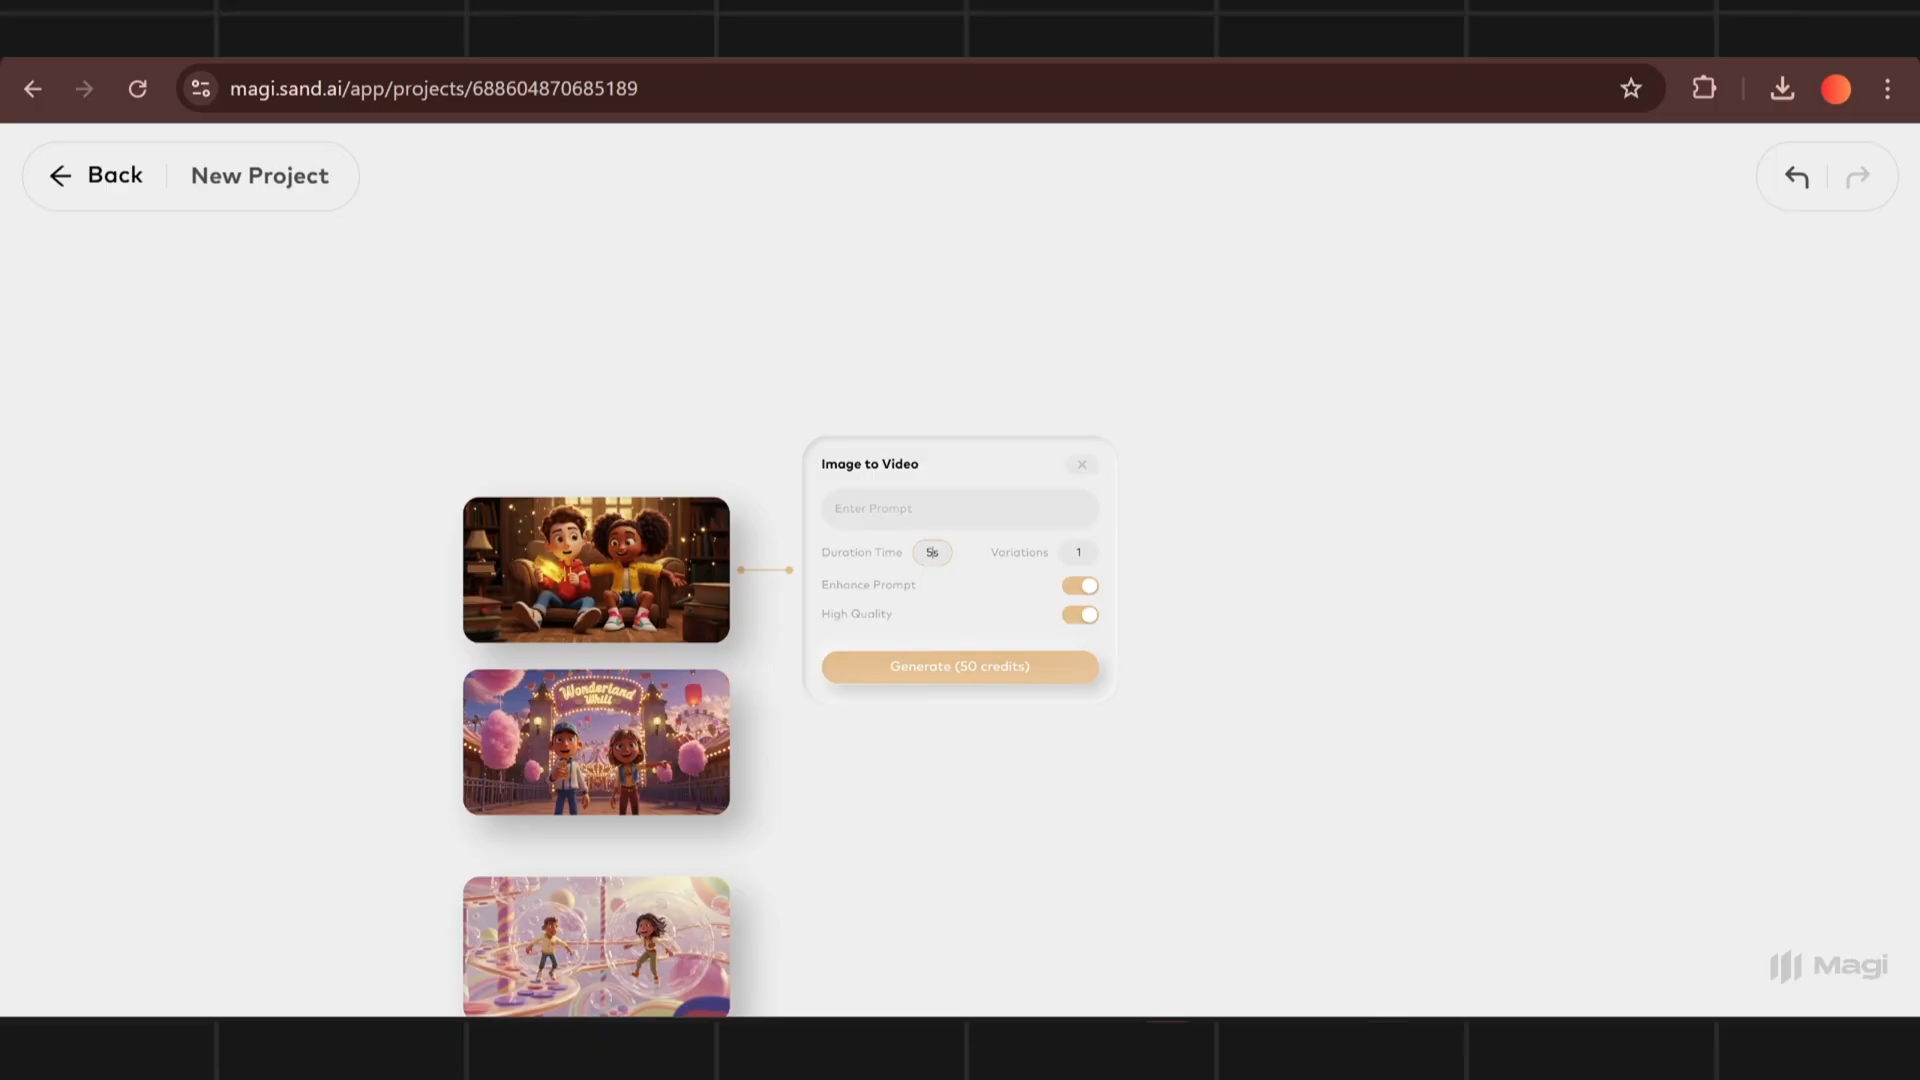 magi.sand.ai/app/projects/688604870685189
Back
New Project
Image to Video
Enter Prompt
Duration Time 5s Variations 1
Enhance Prompt
High Quality
Generate (50 credits)
Wonderland
Whill
Magi